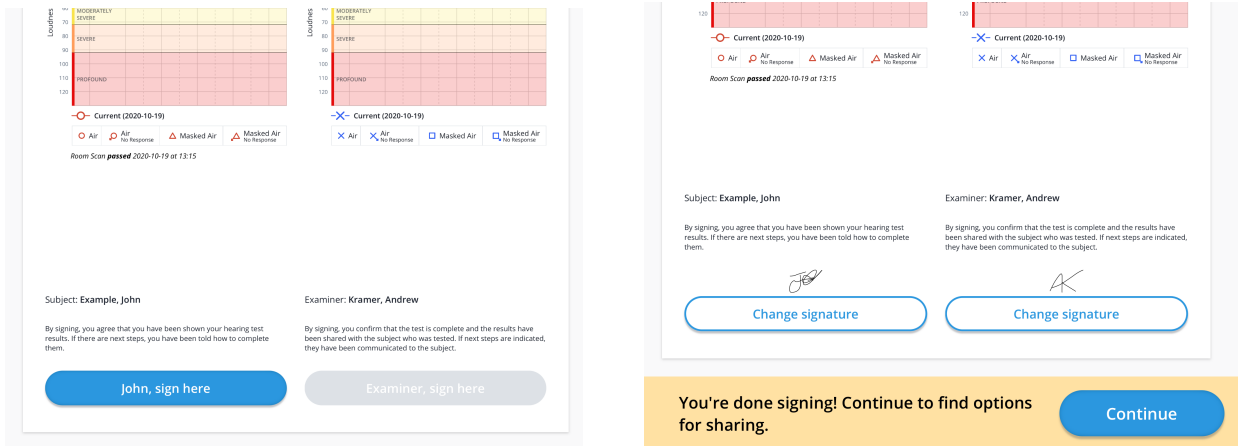 Loudnes
60
MODERATELY
SEVERE
70
80
SEVERE
90
100
110
PROFOUND
120
Current (2020-10-19)
Air
Air
No Response
Masked Air
Masked Air
No Response
Room Scan passed 2020-10-19 at 13:15
Loudnes
60
MODERATELY
SEVERE
70
80
SEVERE
90
100
110
PROFOUND
120
Current (2020-10-19)
Air
Air
No Response
Masked Air
Masked Air
No Response
Subject: Example, John
By signing, you agree that you have been shown your hearing test
results. If there are next steps, you have been told how to complete
them.
John, sign here
Examiner: Kramer, Andrew
By signing, you confirm that the test is complete and the results have
been shared with the subject who was tested. If next steps are indicated,
they have been communicated to the subject.
Examiner, sign here
120
Current (2020-10-19)
Air
Air
No Response
Masked Air
Masked Air
No Response
Room Scan passed 2020-10-19 at 13:15
120
Current (2020-10-19)
Air
Air
No Response
Masked Air
Masked Air
No Response
Subject: Example, John
By signing, you agree that you have been shown your hearing test
results. If there are next steps, you have been told how to complete
them.
Change signature
Examiner: Kramer, Andrew
By signing, you confirm that the test is complete and the results have
been shared with the subject who was tested. If next steps are indicated,
they have been communicated to the subject.
AK
Change signature
You're done signing! Continue to find options
for sharing.
Continue